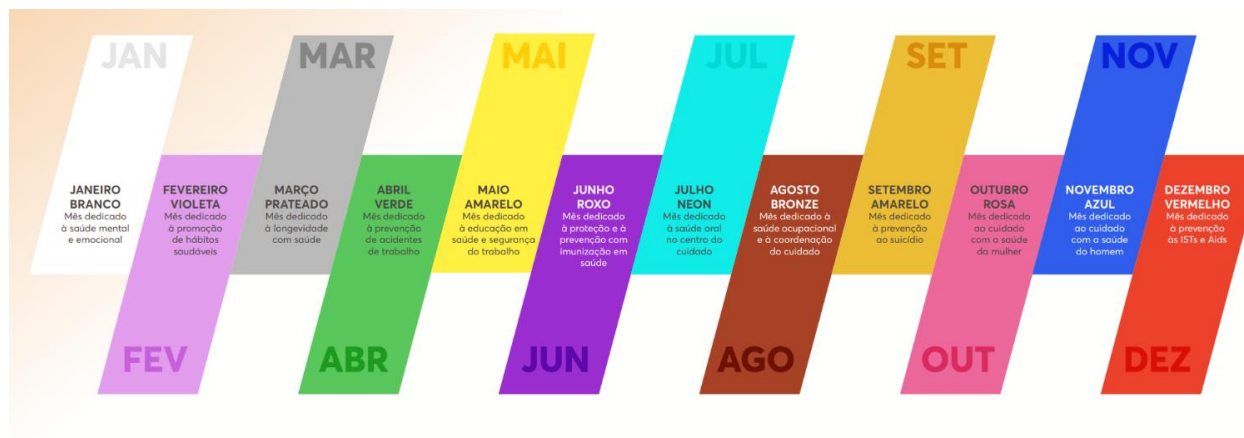 JAN
MAR
MAI
JUL
SET
NOV
JANEIRO
BRANCO
Mês dedicado
à saúde mental
e emocional
FEVEREIRO
VIOLETA
Mês dedicado
à promoção
de hábitos
saudáveis
MARÇO
PRATEADO
Mês dedicado
à longevidade
com saúde
ABRIL
VERDE
Mês dedicado
à prevenção
de acidentes
de trabalho
MAIO
AMARELO
Mês dedicado
à educação em
saúde e segurança
do trabalho
JUNHO
ROXO
Mês dedicado
à proteção e à
prevenção com
imunização em
saúde
JULHO
NEON
Mês dedicado
à saúde oral
no centro do
cuidado
AGOSTO
BRONZE
Mês dedicado à
saúde ocupacional
e à coordenação
do cuidado
SETEMBRO
AMARELO
Mês dedicado
à prevenção
ao suicídio
OUTUBRO
ROSA
Mês dedicado
ao cuidado
com a saúde
da mulher
NOVEMBRO
AZUL
Mês dedicado
ao cuidado
com a saúde
do homem
DEZEMBRO
VERMELHO
Mês dedicado
à prevenção
às ISTs e Aids
FEV
ABR
JUN
AGO
OUT
DEZ